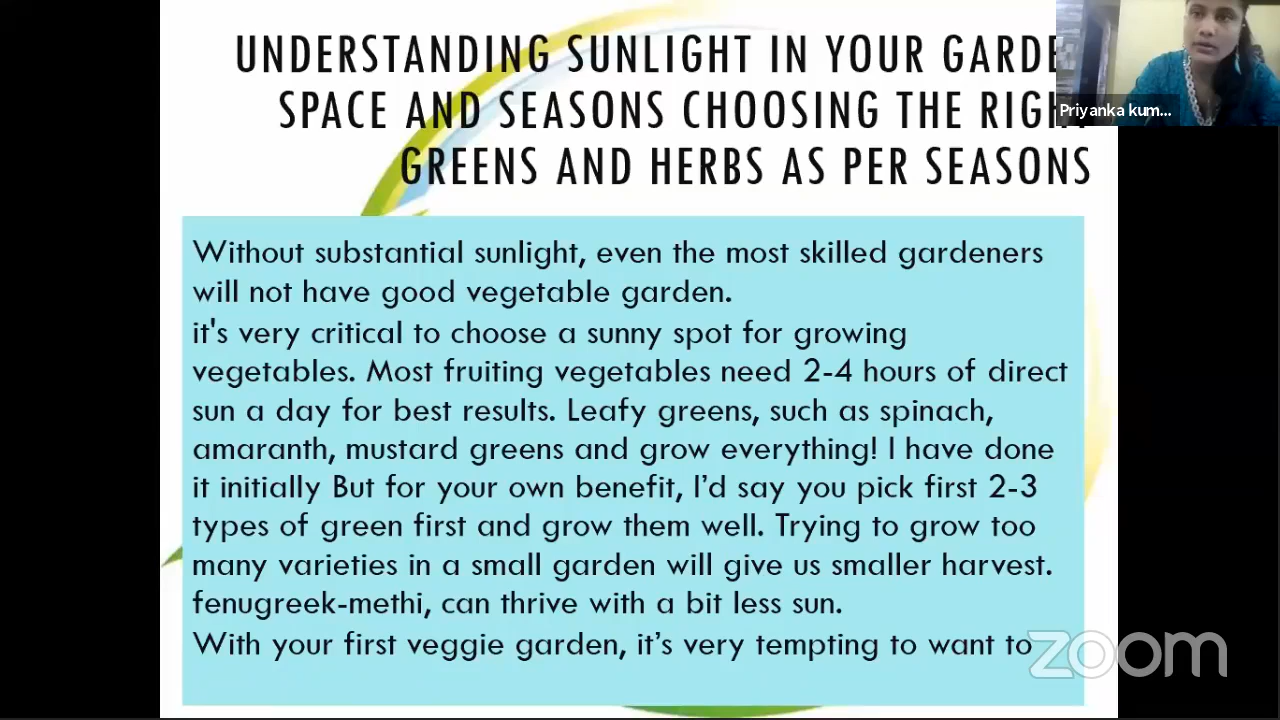 UNDERSTANDING SUNLIGHT IN YOUR GARDE
SPACE AND SEASONS CHOOSING THE RIGH
GREENS AND HERBS AS PER SEASONS
Priyanka kum...
Without substantial sunlight, even the most skilled gardeners
will not have good vegetable garden.
it's very critical to choose a sunny spot for growing
vegetables. Most fruiting vegetables need 2-4 hours of direct
sun a day for best results. Leafy greens, such as spinach,
amaranth, mustard greens and grow everything! I have done
it initially But for your own benefit, I’d say you pick first 2-3
types of green first and grow them well. Trying to grow too
many varieties in a small garden will give us smaller harvest.
fenugreek-methi, can thrive with a bit less sun.
With your first veggie garden, it’s very tempting to want to
zoom